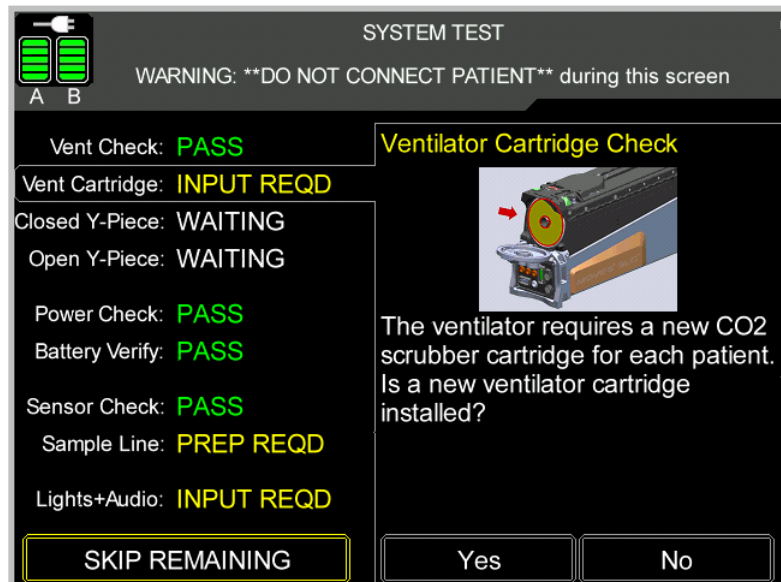 SYSTEM TEST
WARNING: **DO NOT CONNECT PATIENT** during this screen
A B
Vent Check: PASS
Vent Cartridge: INPUT REQD
Closed Y-Piece: WAITING
Open Y-Piece: WAITING
Power Check: PASS
Battery Verify: PASS
Sensor Check: PASS
Sample Line: PREP REQD
Lights+Audio: INPUT REQD
SKIP REMAINING
Ventilator Cartridge Check
The ventilator requires a new CO2
scrubber cartridge for each patient.
Is a new ventilator cartridge
installed?
Yes
No